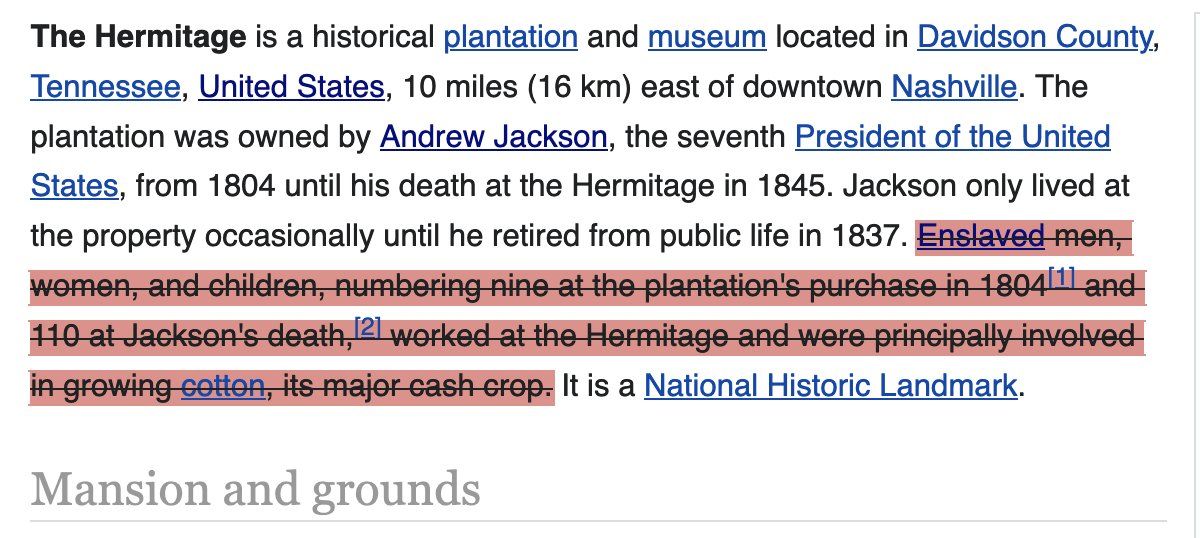 The Hermitage is a historical plantation and museum located in Davidson County,
Tennessee, United States, 10 miles (16 km) east of downtown Nashville. The
plantation was owned by Andrew Jackson, the seventh President of the United
States, from 1804 until his death at the Hermitage in 1845. Jackson only lived at
the property occasionally until he retired from public life in 1837. Enslaved men,
women, and children, numbering nine at the plantation's purchase in 1804[1] and
110 at Jackson's death,[2] worked at the Hermitage and were principally involved
in growing cotton, its major cash crop. It is a National Historic Landmark.
Mansion and grounds